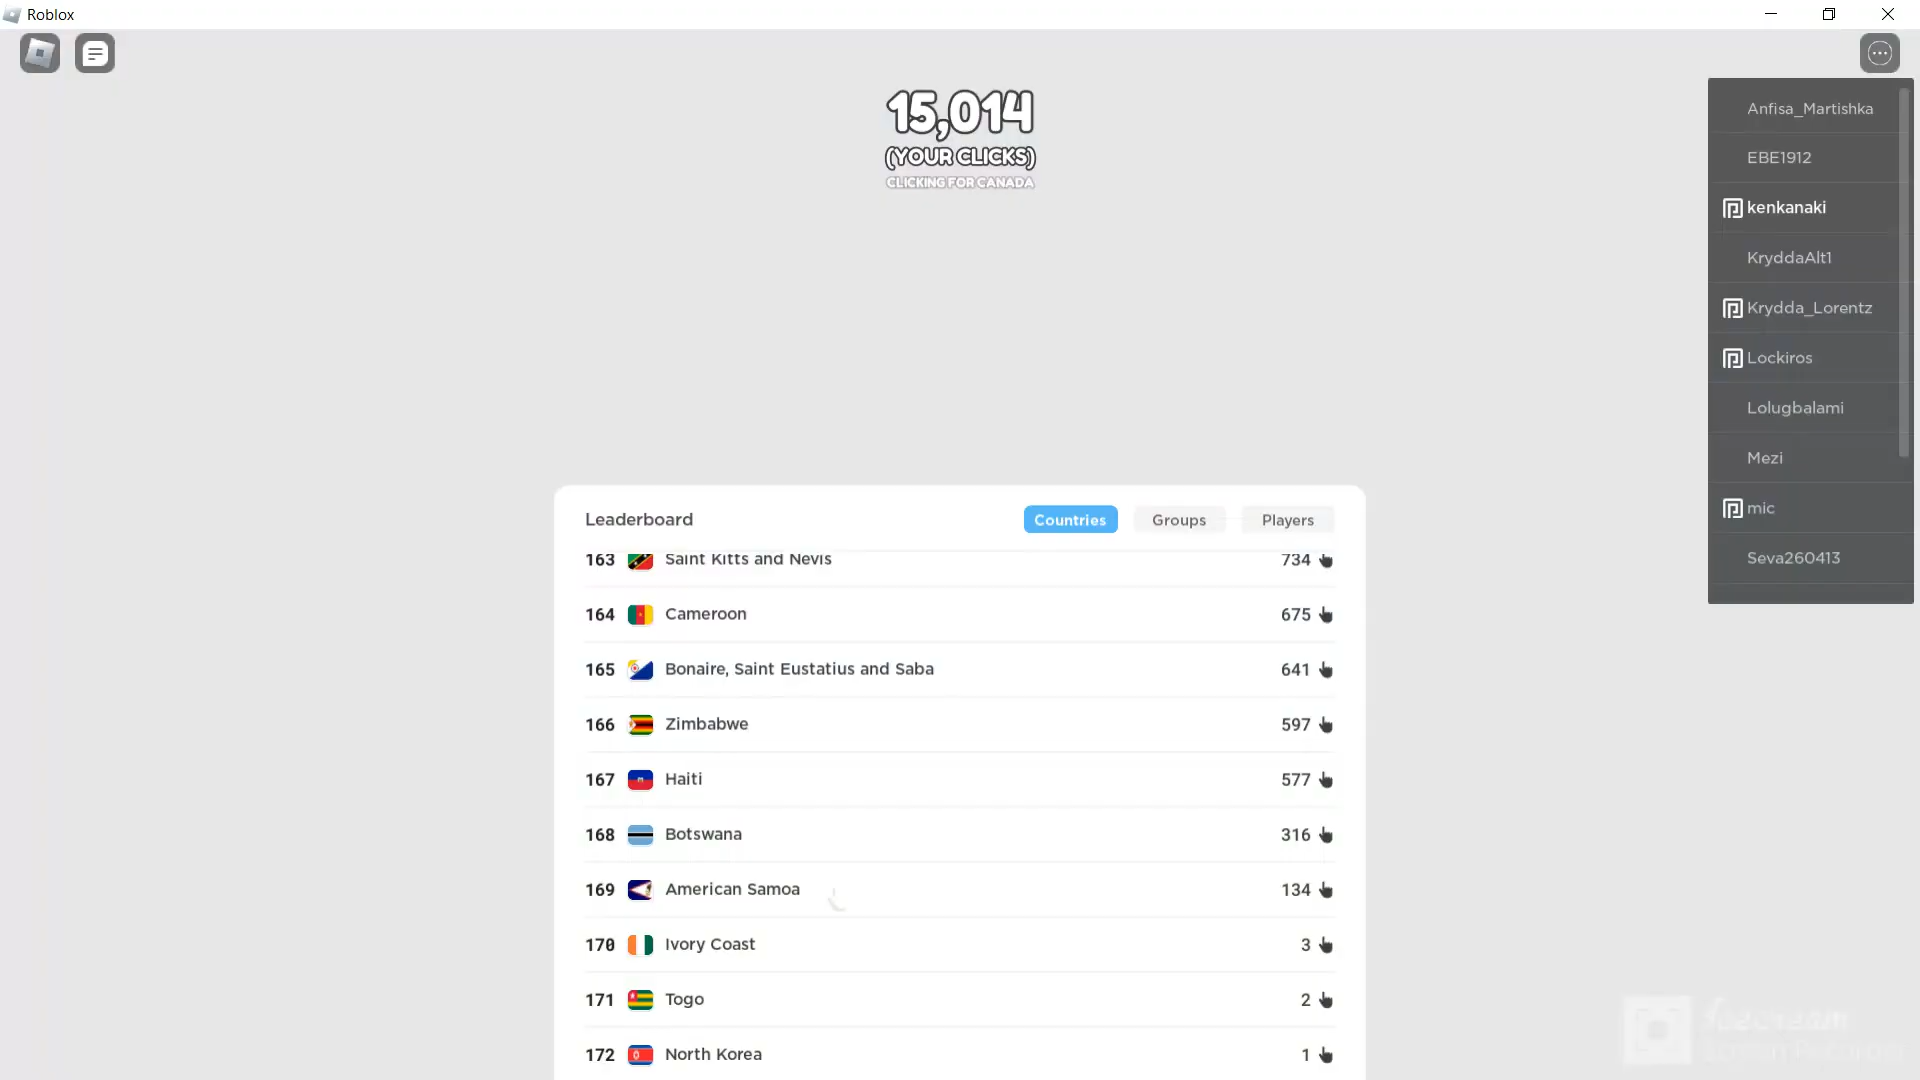 Roblox
15,014
(YOUR CLICKS)
CLICKING FOR CANADA
Anfisa_Martishka
EBE1912
kenkanaki
KryddaAlt1
Krydda_Lorentz
Lockiros
Lolugbalami
Mezi
mic
Seva260413
Leaderboard Countries Groups Players
163 Saint Kitts and Nevis 734
164 Cameroon 675
165 Bonaire, Saint Eustatius and Saba 641
166 Zimbabwe 597
167 Haiti 577
168 Botswana 316
169 American Samoa 134
170 Ivory Coast 3
171 Togo 2
172 North Korea 1